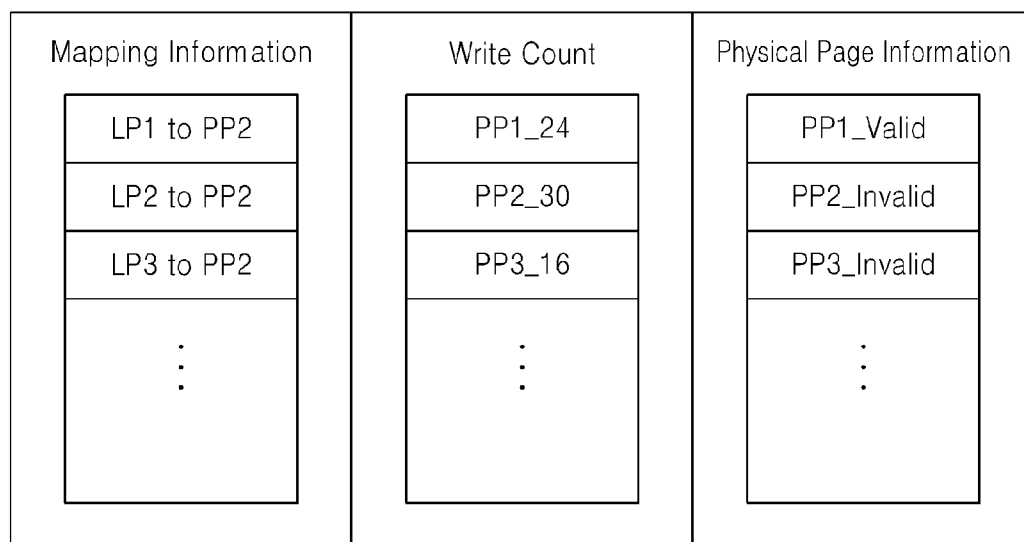 Mapping Information
LP1 to PP2
LP2 to PP2
LP3 to PP2
Write Count
PP1_24
PP2_30
PP3_16
Physical Page Information
PP1_Valid
PP2_Invalid
PP3_Invalid